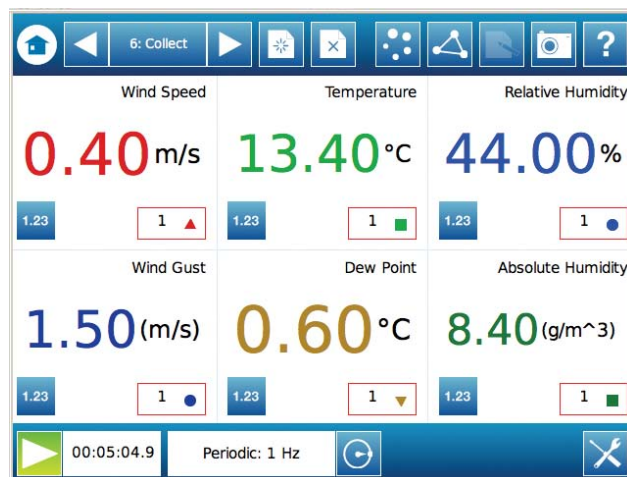 6: Collect ?
Wind Speed Temperature Relative Humidity
0.40 m/s 13.40 °C 44.00 %
1.23 1 1.23 1 1.23 1
Wind Gust Dew Point Absolute Humidity
1.50 (m/s) 0.60 °C 8.40 (g/m^3)
1.23 1 1.23 1 1.23 1
00:05:04.9 Periodic: 1 Hz